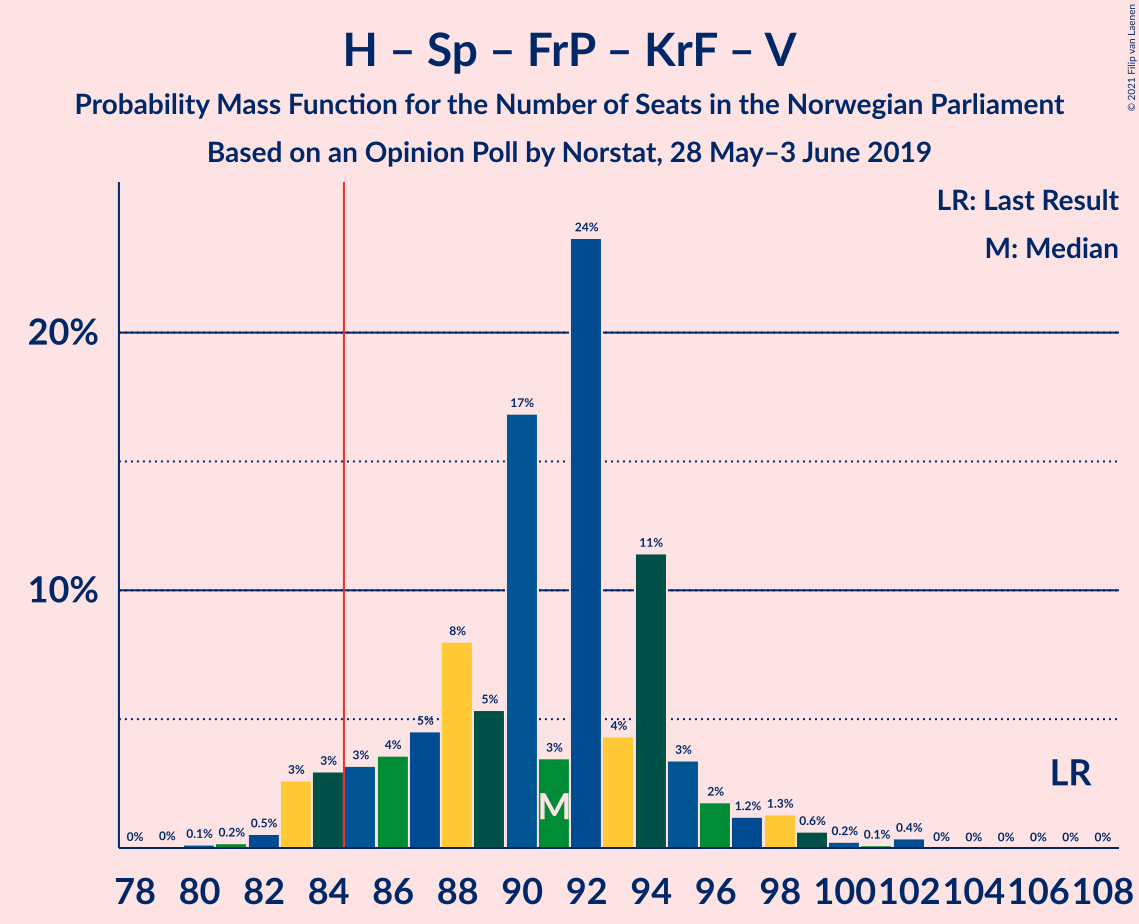 H – Sp – FrP – KrF – V
Probability Mass Function for the Number of Seats in the Norwegian Parliament
Based on an Opinion Poll by Norstat, 28 May–3 June 2019
© 2021 Filip van Laenen
LR: Last Result
M: Median
20%
10%
0% 0% 0.1% 0.2% 0.5% 3% 3% 3% 4% 5% 8% 5% 17% 3% 24% 4% 11% 3% 2% 1.2% 1.3% 0.6% 0.2% 0.1% 0.4% 0% 0% 0% 0% 0% 0%
M
LR
78 80 82 84 86 88 90 92 94 96 98 100 102 104 106 108